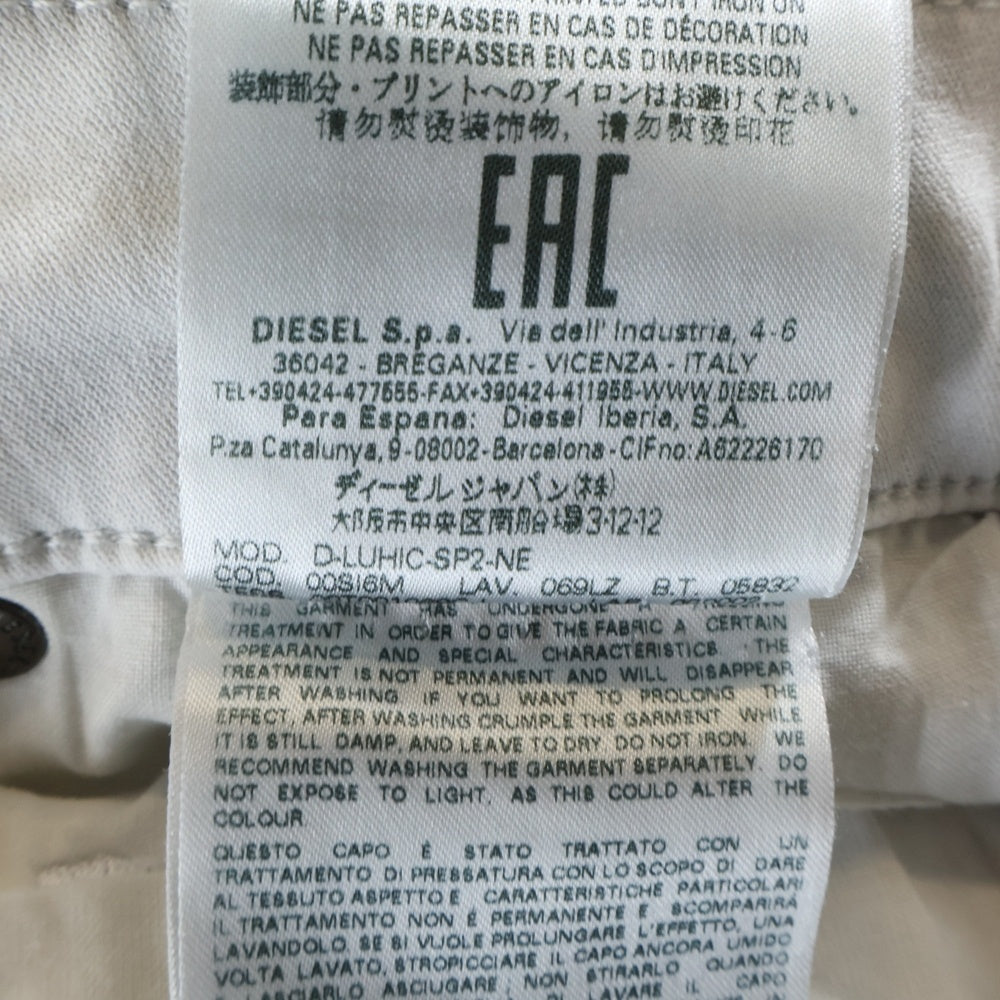 PRINTED DON'T IRON ON
NE PAS REPASSER EN CAS DE DÉCORATION
NE PAS REPASSER EN CAS D'IMPRESSION
装飾部分・プリントへのアイロンはお避けください。
请勿熨烫装饰物，请勿熨烫印花
EAC
DIESEL S.p.a. Via dell' Industria, 4-6
36042 - BREGANZE - VICENZA - ITALY
TEL+390424-477555-FAX+390424-411955-WWW.DIESEL.COM
Para Espana: Diesel Iberia, S.A.
P.za Catalunya, 9-08002-Barcelona-CIFno: A62226170
ディーゼル ジャパン(株)
大阪市中央区南船場3-12-12
MOD. D-LUHIC-SP2-NE
COD. 00SI6M LAV. 069LZ B.T. 05832
THIS GARMENT HAS UNDERGONE A
TREATMENT IN ORDER TO GIVE THE FABRIC A CERTAIN
APPEARANCE AND SPECIAL CHARACTERISTICS. THE
TREATMENT IS NOT PERMANENT AND WILL DISAPPEAR
AFTER WASHING IF YOU WANT TO PROLONG THE
EFFECT, AFTER WASHING CRUMPLE THE GARMENT WHILE
IT IS STILL DAMP, AND LEAVE TO DRY. DO NOT IRON. WE
RECOMMEND WASHING THE GARMENT SEPARATELY. DO
NOT EXPOSE TO LIGHT, AS THIS COULD ALTER THE
COLOUR
QUESTO CAPO È STATO TRATTATO CON UN
TRATTAMENTO DI PRESSATURA CON LO SCOPO DI DARE
AL TESSUTO ASPETTO E CARATTERISTICHE PARTICOLARI
IL TRATTAMENTO NON È PERMANENTE E SCOMPARIRÀ
LAVANDOLO. SE SI VUOLE PROLUNGARE L'EFFETTO, UNA
VOLTA LAVATO, STROPICCIARE IL CAPO ANCORA UMIDO
E LASCIARLO ASCIUGARE; NON STIRARLO QUANDO
DI LAVARE IL CAPO